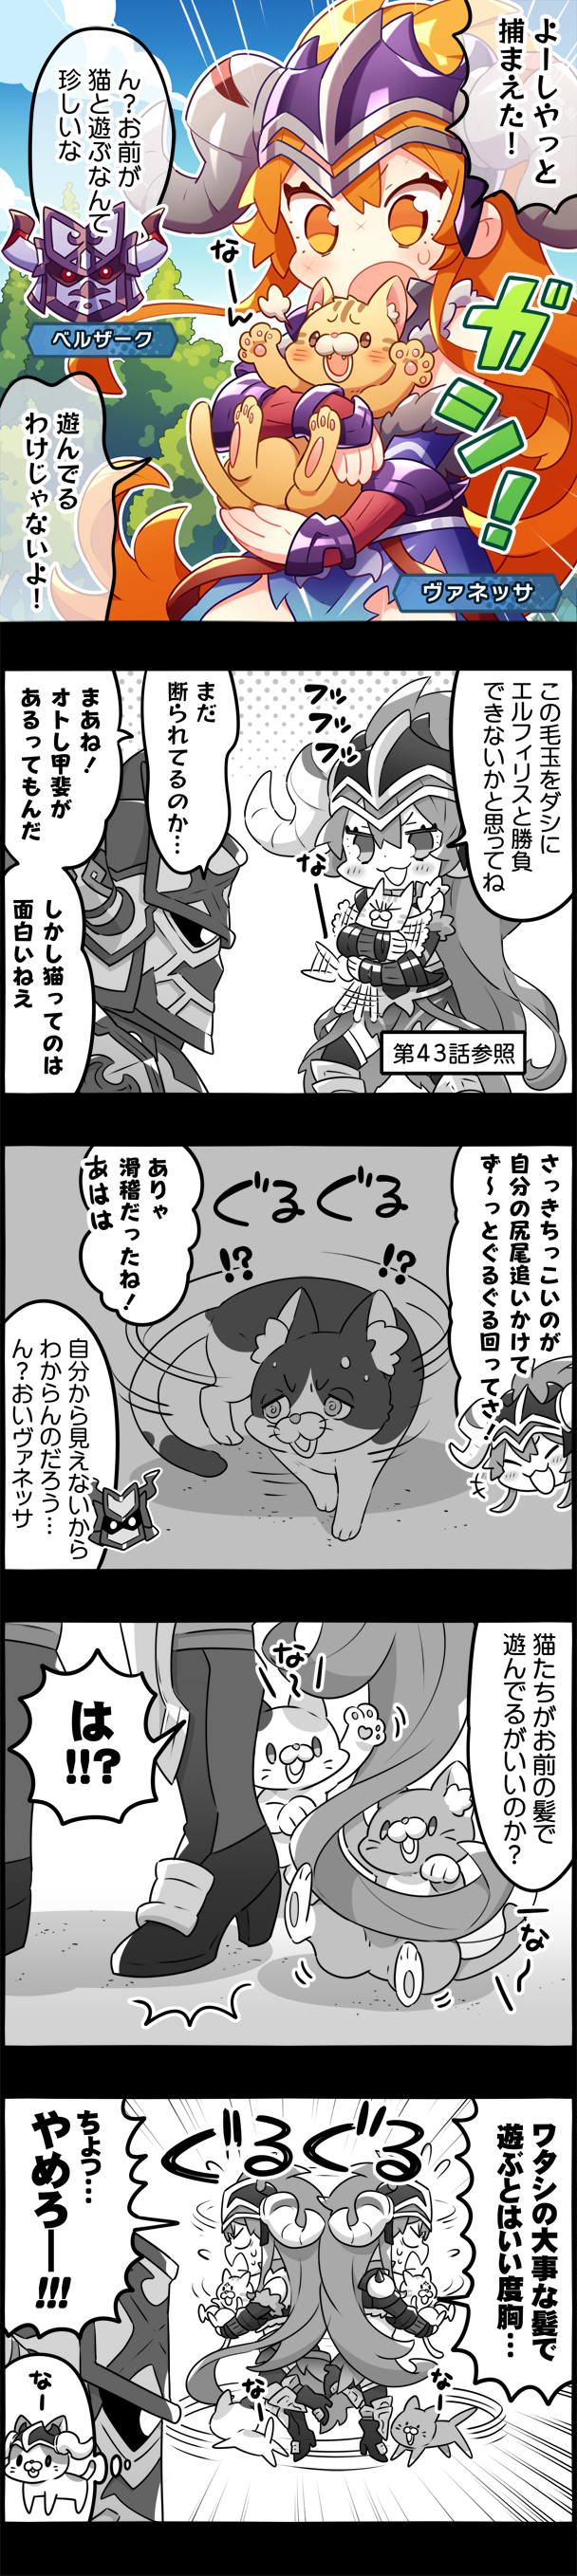 よーしやっと
捕まえた!
ん?お前が
猫と遊ぶなんて
珍しいな
ベルザーク
なーん
ガシ!
遊んでる
わけじゃないよ!
ヴァネッサ
この毛玉をダシに
エルフィリスと勝負
できないかと思ってね
フッ
フッ
フッ
なー
まだ
断られてるのか…
まあね!
オトし甲斐が
あるってもんだ
しかし猫ってのは
面白いねえ
第43話参照
さっきちっこいのが
自分の尻尾追いかけて
ず〜っとぐるぐる回ってさ!
ぐるぐる
!?
!?
ありゃ
滑稽だったね!
あはは
自分から見えないから
わからんのだろう…
ん?おいヴァネッサ
猫たちがお前の髪で
遊んでるがいいのか?
な〜
は!!?
な〜
ワタシの大事な髪で
遊ぶとはいい度胸…
ぐるぐる
ちょっ…
やめろー!!!
なー
なー
なー